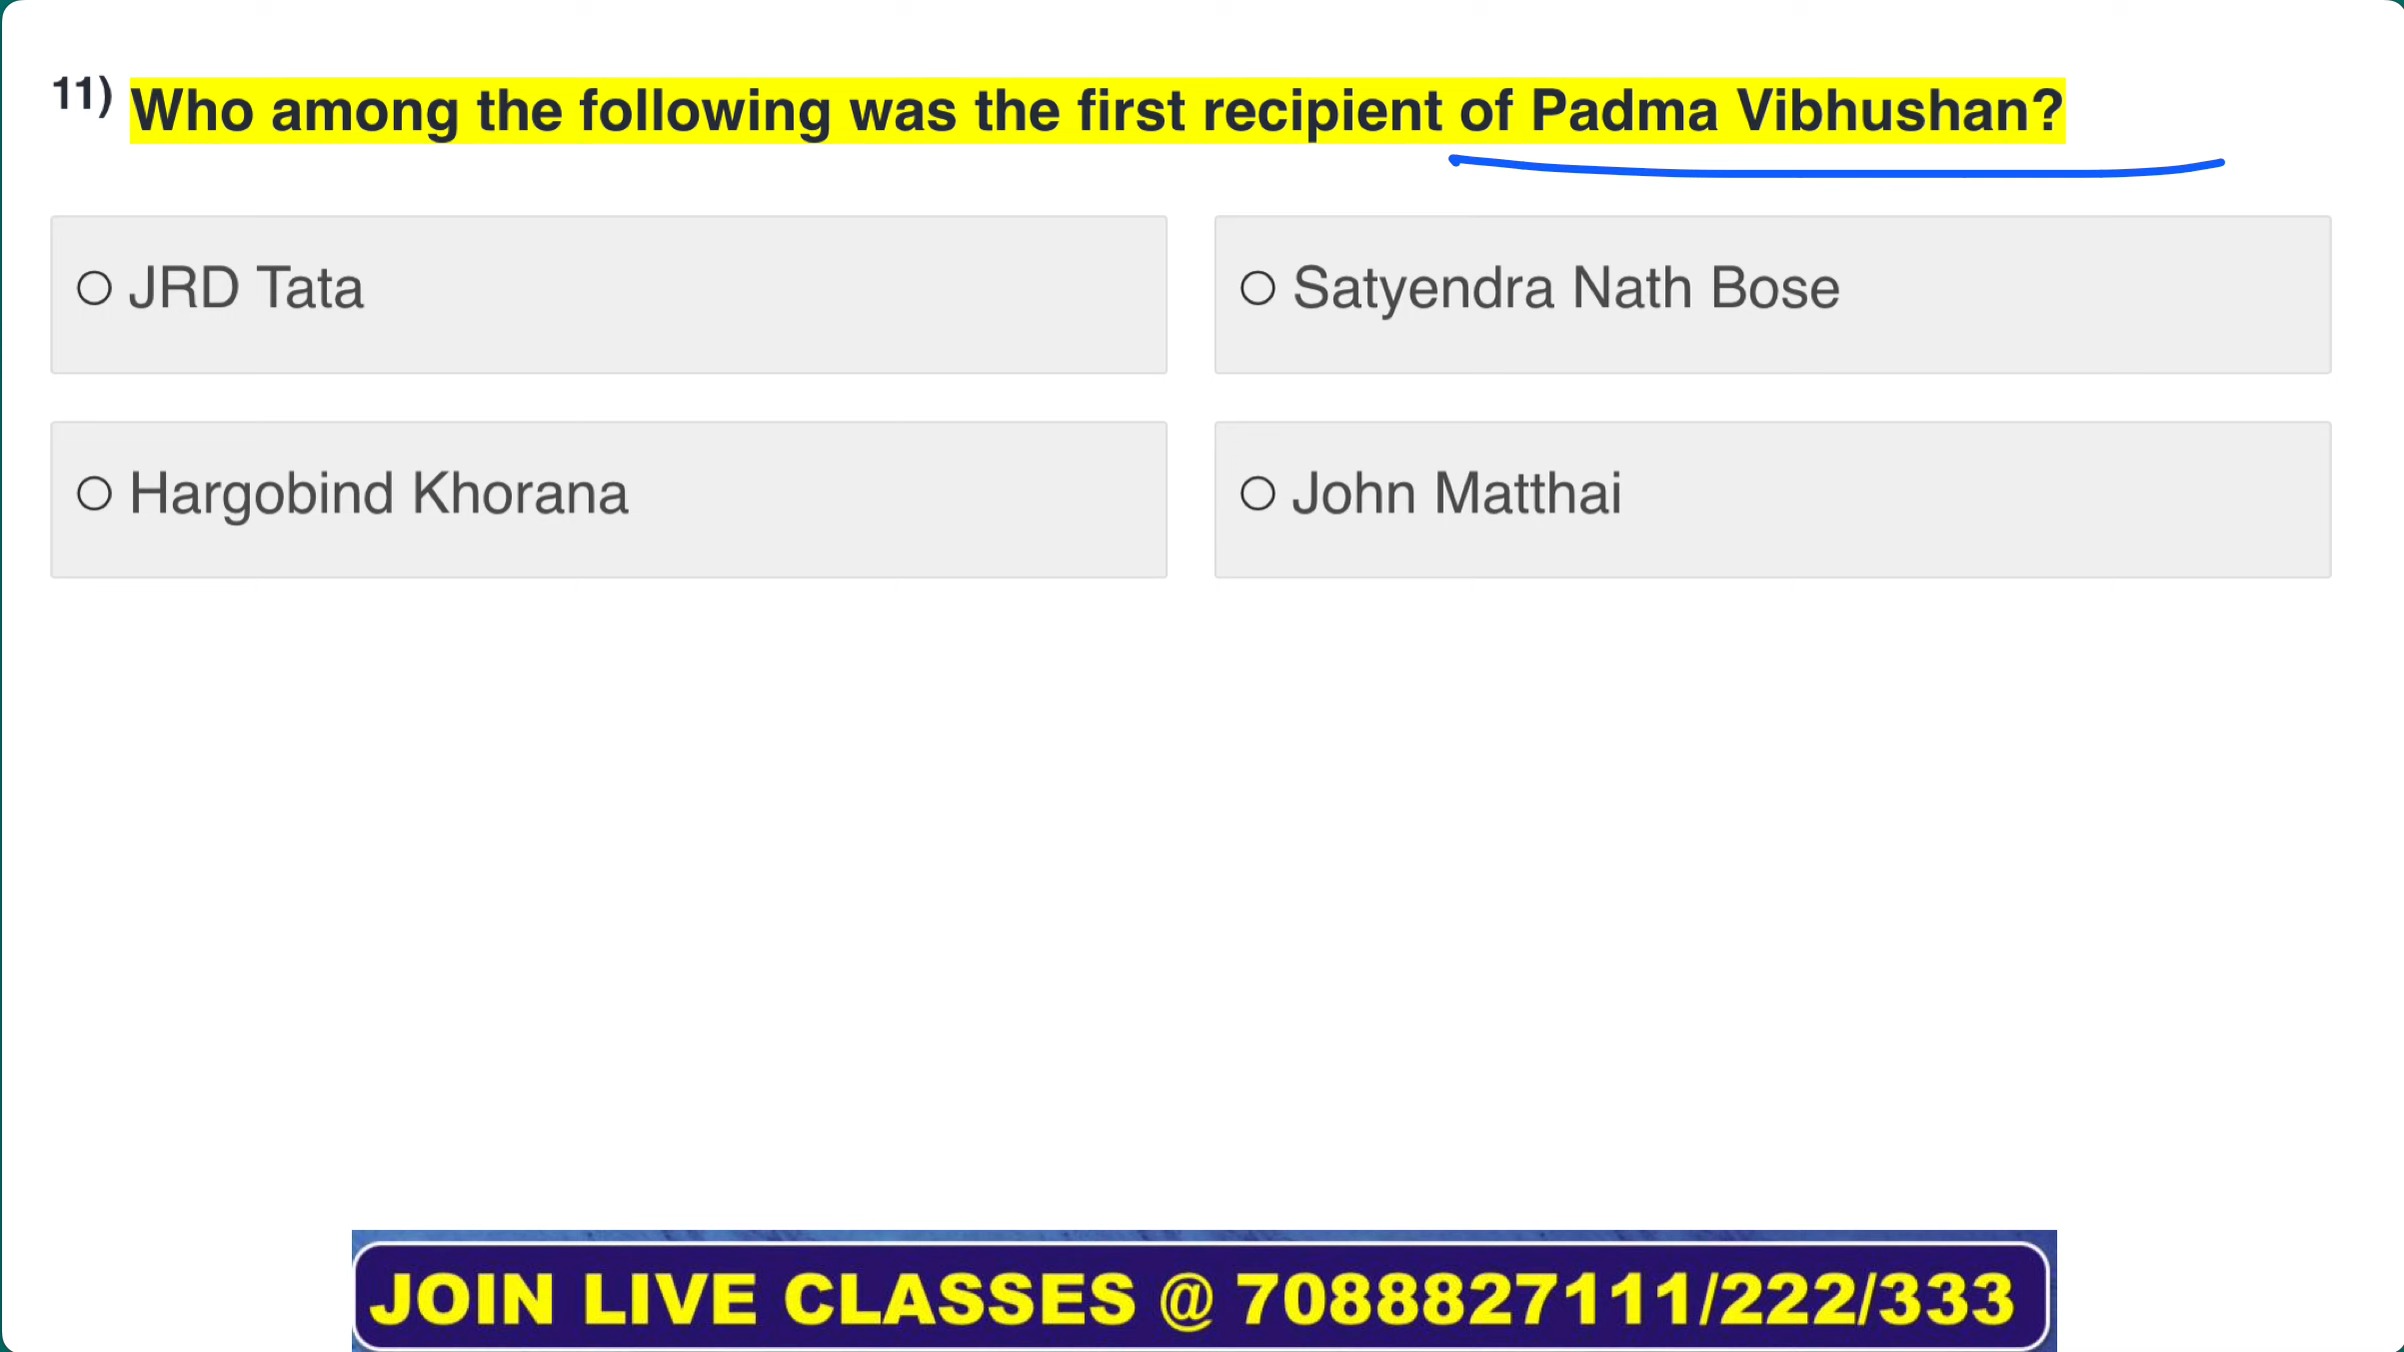 11) Who among the following was the first recipient of Padma Vibhushan?
JRD Tata
Satyendra Nath Bose
Hargobind Khorana
John Matthai
JOIN LIVE CLASSES @ 7088827111/222/333